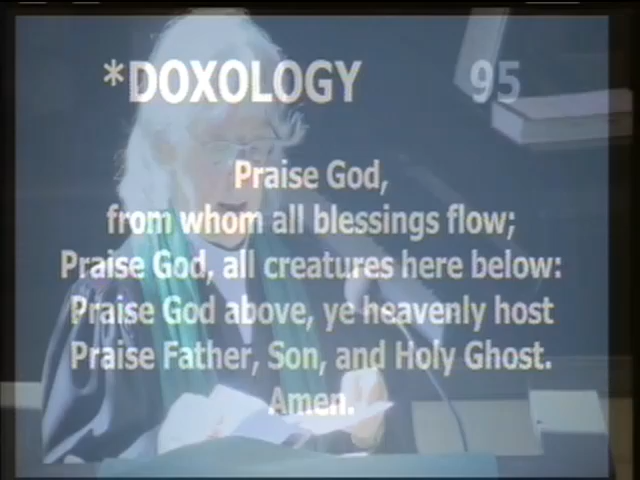 *DOXOLOGY 95
Praise God,
from whom all blessings flow;
Praise God, all creatures here below:
Praise God above, ye heavenly host
Praise Father, Son, and Holy Ghost.
Amen.